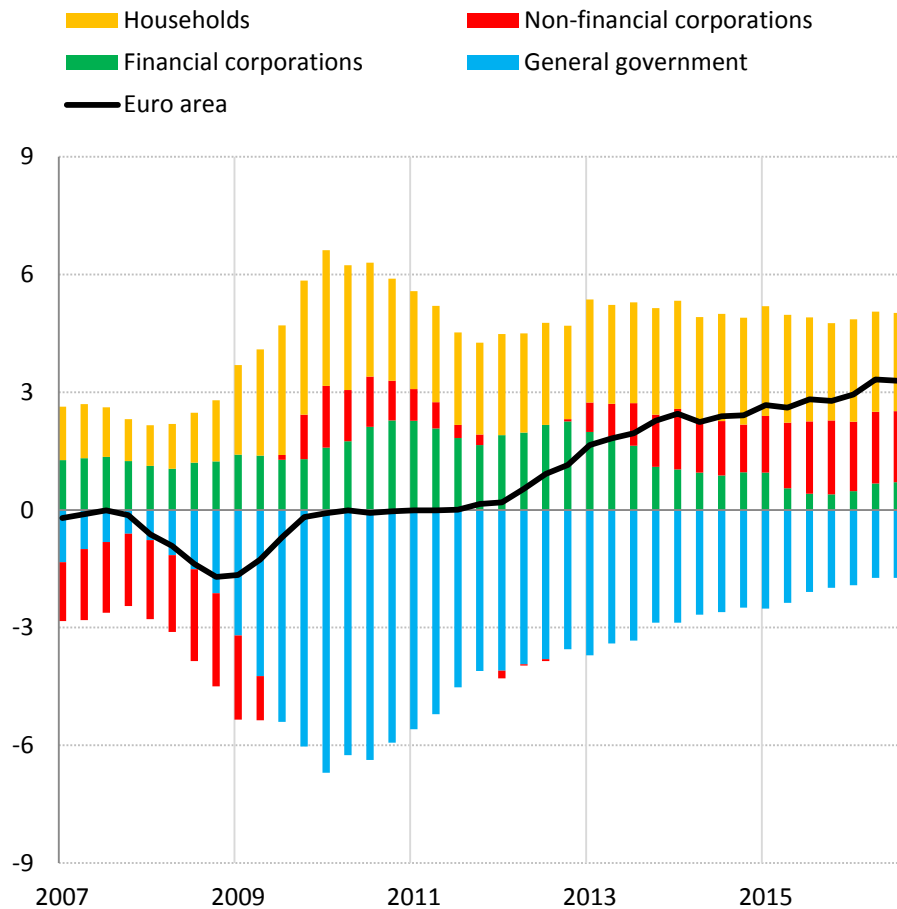 Households
Non-financial corporations
Financial corporations
General government
Euro area
9
6
3
0
-3
-6
-9
2007
2009
2011
2013
2015